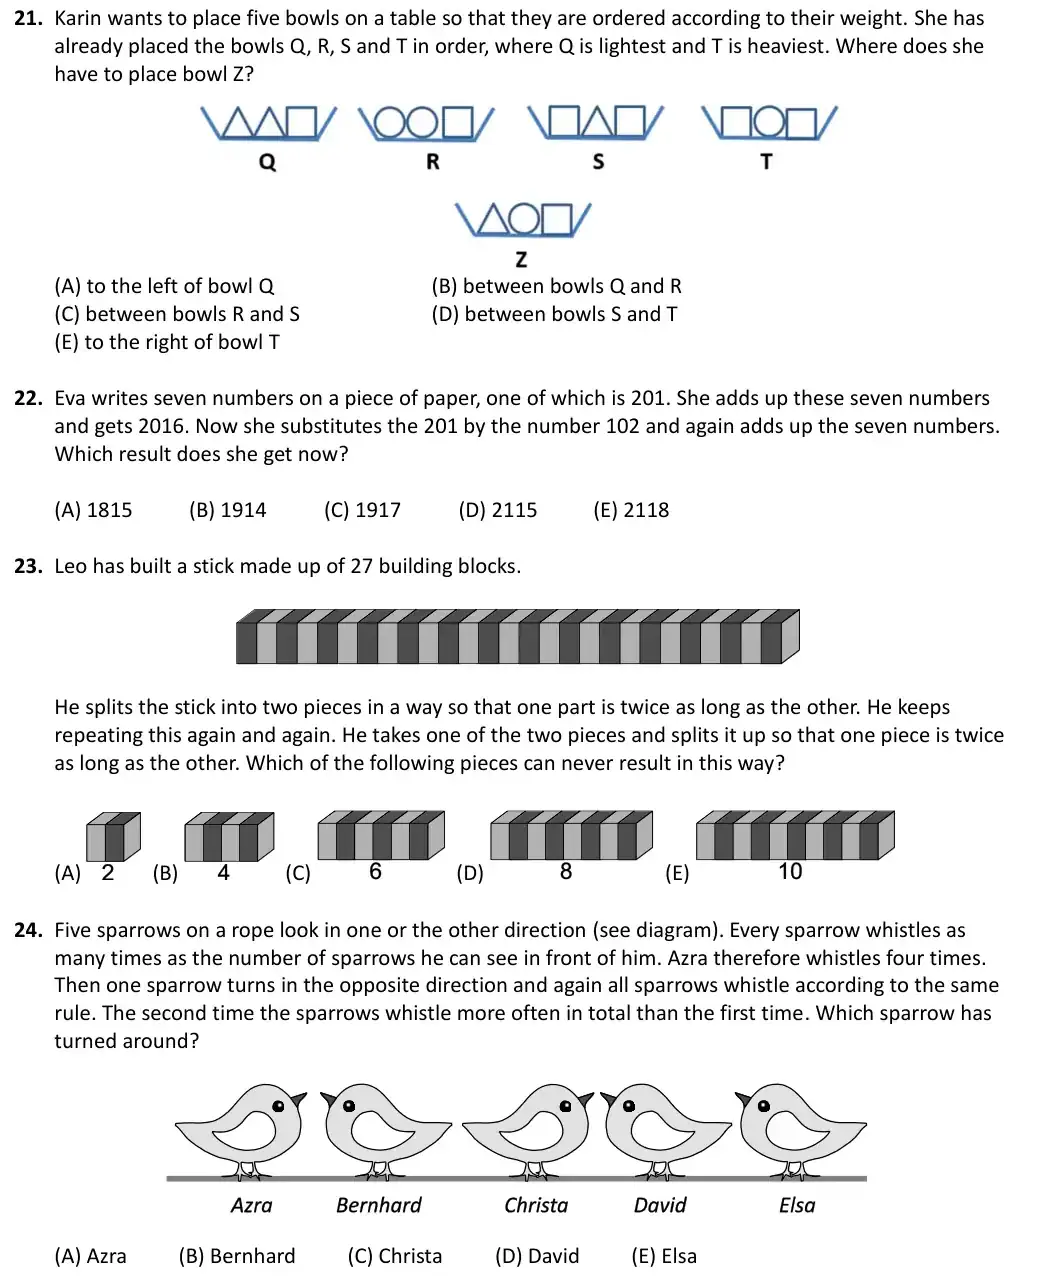 21. Karin wants to place five bowls on a table so that they are ordered according to their weight. She has
already placed the bowls Q, R, S and T in order, where Q is lightest and T is heaviest. Where does she
have to place bowl Z?
Q R S T
Z
(A) to the left of bowl Q (B) between bowls Q and R
(C) between bowls R and S (D) between bowls S and T
(E) to the right of bowl T
22. Eva writes seven numbers on a piece of paper, one of which is 201. She adds up these seven numbers
and gets 2016. Now she substitutes the 201 by the number 102 and again adds up the seven numbers.
Which result does she get now?
(A) 1815 (B) 1914 (C) 1917 (D) 2115 (E) 2118
23. Leo has built a stick made up of 27 building blocks.
He splits the stick into two pieces in a way so that one part is twice as long as the other. He keeps
repeating this again and again. He takes one of the two pieces and splits it up so that one piece is twice
as long as the other. Which of the following pieces can never result in this way?
(A) 2 (B) 4 (C) 6 (D) 8 (E) 10
24. Five sparrows on a rope look in one or the other direction (see diagram). Every sparrow whistles as
many times as the number of sparrows he can see in front of him. Azra therefore whistles four times.
Then one sparrow turns in the opposite direction and again all sparrows whistle according to the same
rule. The second time the sparrows whistle more often in total than the first time. Which sparrow has
turned around?
Azra Bernhard Christa David Elsa
(A) Azra (B) Bernhard (C) Christa (D) David (E) Elsa